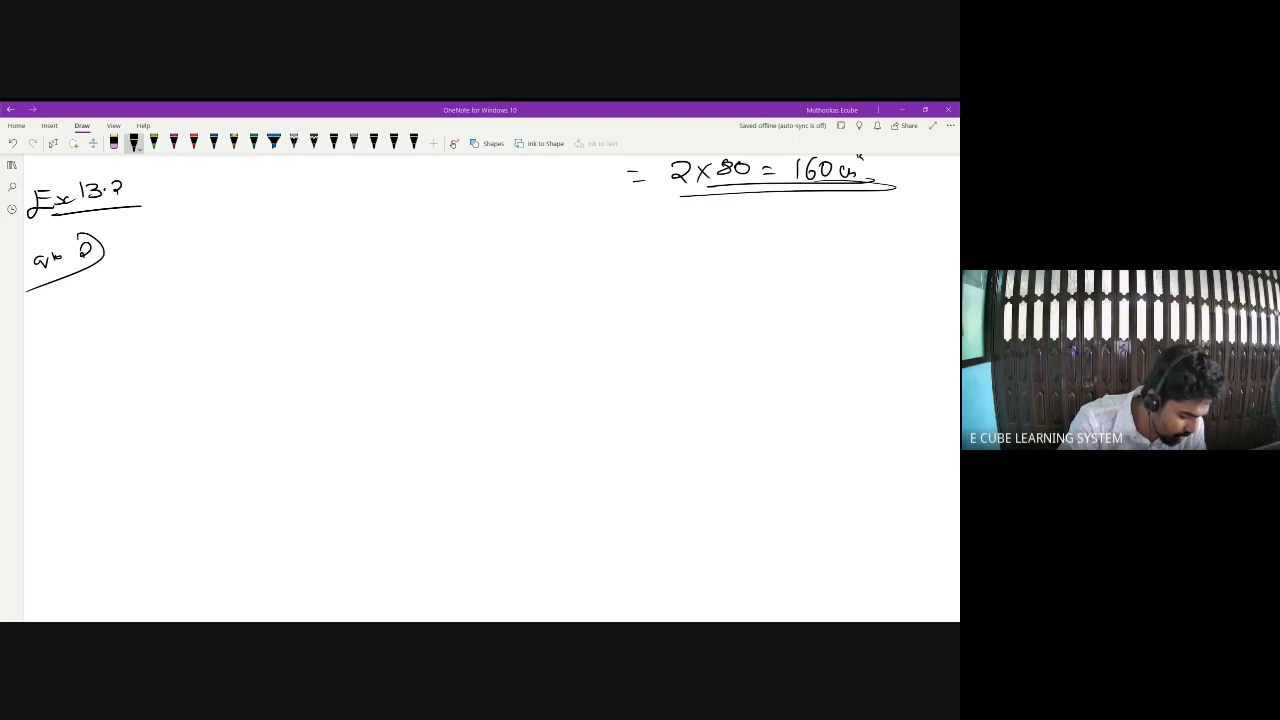 OneNote for Windows 10
Muthookas Ecube
Home Insert Draw View Help
Saved offline (auto-sync is off)
Share
Shapes
Ink to Shape
Ink to Text
= 2 x 80 = 160 cm²
Ex 13.2
2
E CUBE LEARNING SYSTEM